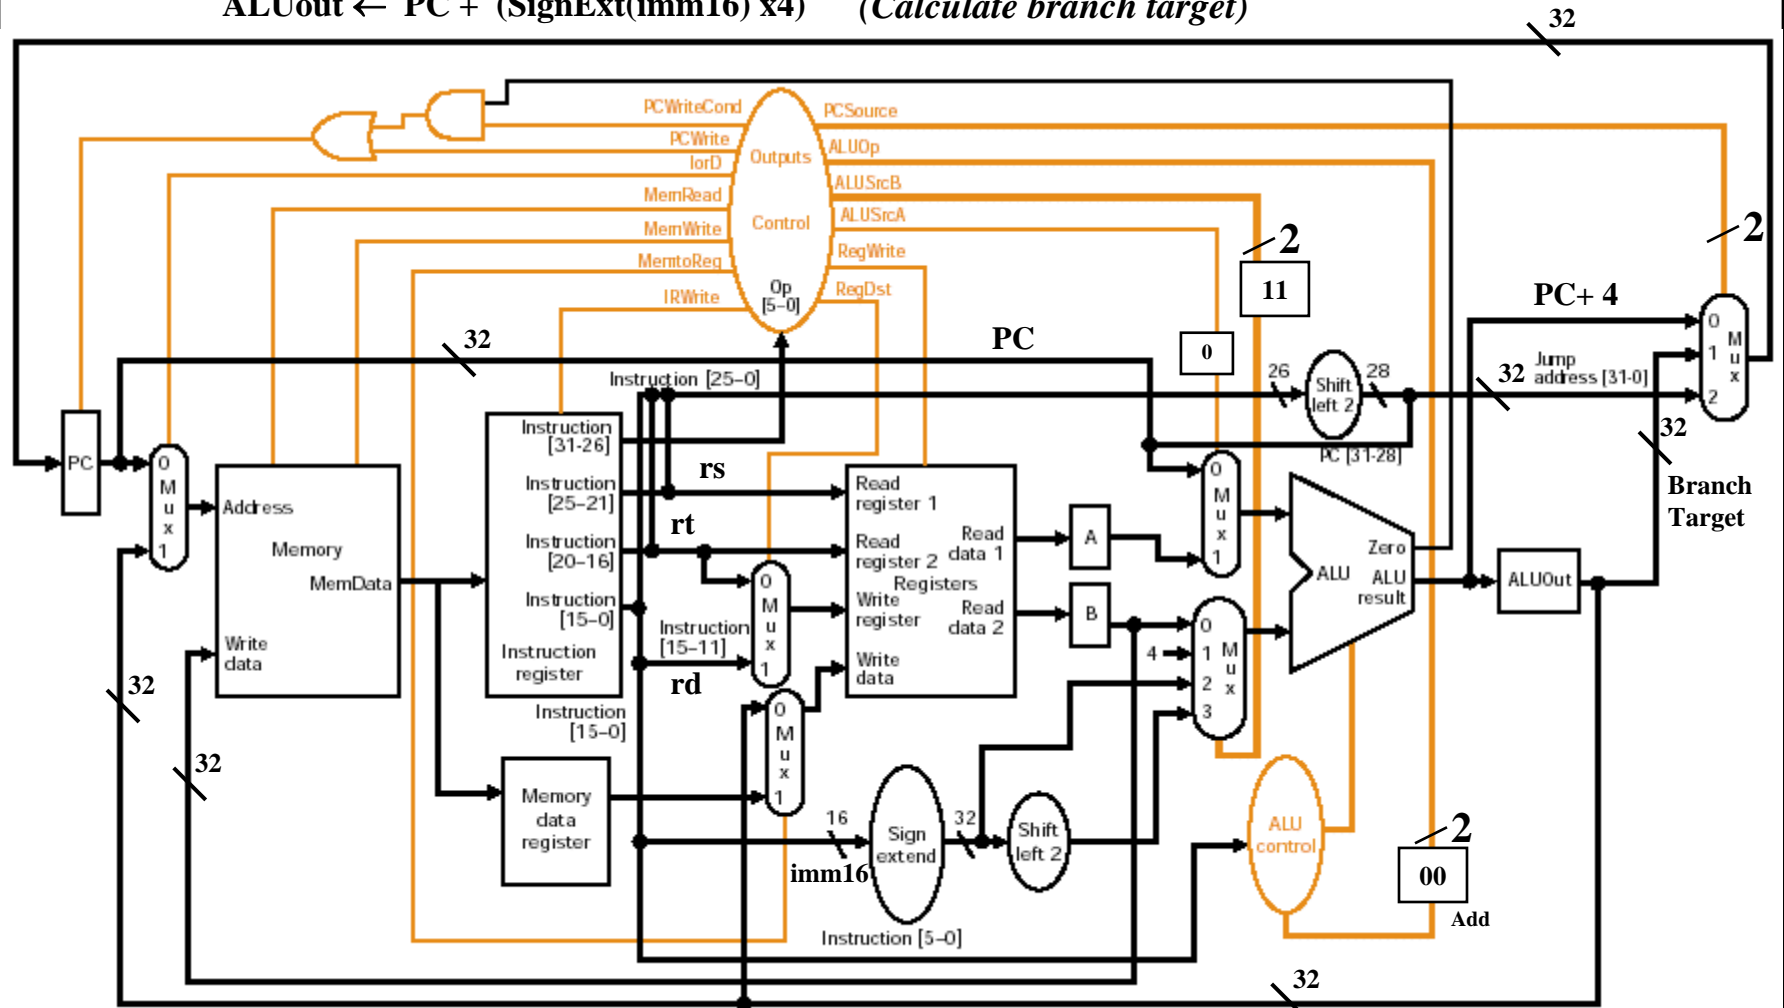 ALUout ← PC + (SignExt(imm16) x4) (Calculate branch target)
32
PCWriteCond
PCSource
PCWrite
ALUOp
IorD
Outputs
MemRead
ALUSrcB
MemWrite
Control
ALUSrcA
MemtoReg
RegWrite
IRWrite
Op
[5–0]
RegDst
2
11
2
PC+ 4
0
32
PC
Instruction [25–0]
26
Shift
left 2
28
32
Jump
address [31-0]
0
1
2
M
u
x
PC [31-28]
32
Branch
Target
PC
0
M
u
x
1
Address
Memory
MemData
Write
data
Instruction
[31-26]
Instruction
[25–21]
Instruction
[20–16]
Instruction
[15–0]
Instruction
register
rs
rt
Instruction
[15–11]
rd
0
M
u
x
1
Read
register 1
Read
register 2
Registers
Write
register
Write
data
Read
data 1
Read
data 2
A
B
0
M
u
x
1
4
0
1
2
3
M
u
x
Zero
ALU
ALU
result
ALUOut
32
32
Instruction
[15–0]
Memory
data
register
0
M
u
x
1
16
imm16
Sign
extend
32
Shift
left 2
ALU
control
2
00
Add
Instruction [5–0]
32